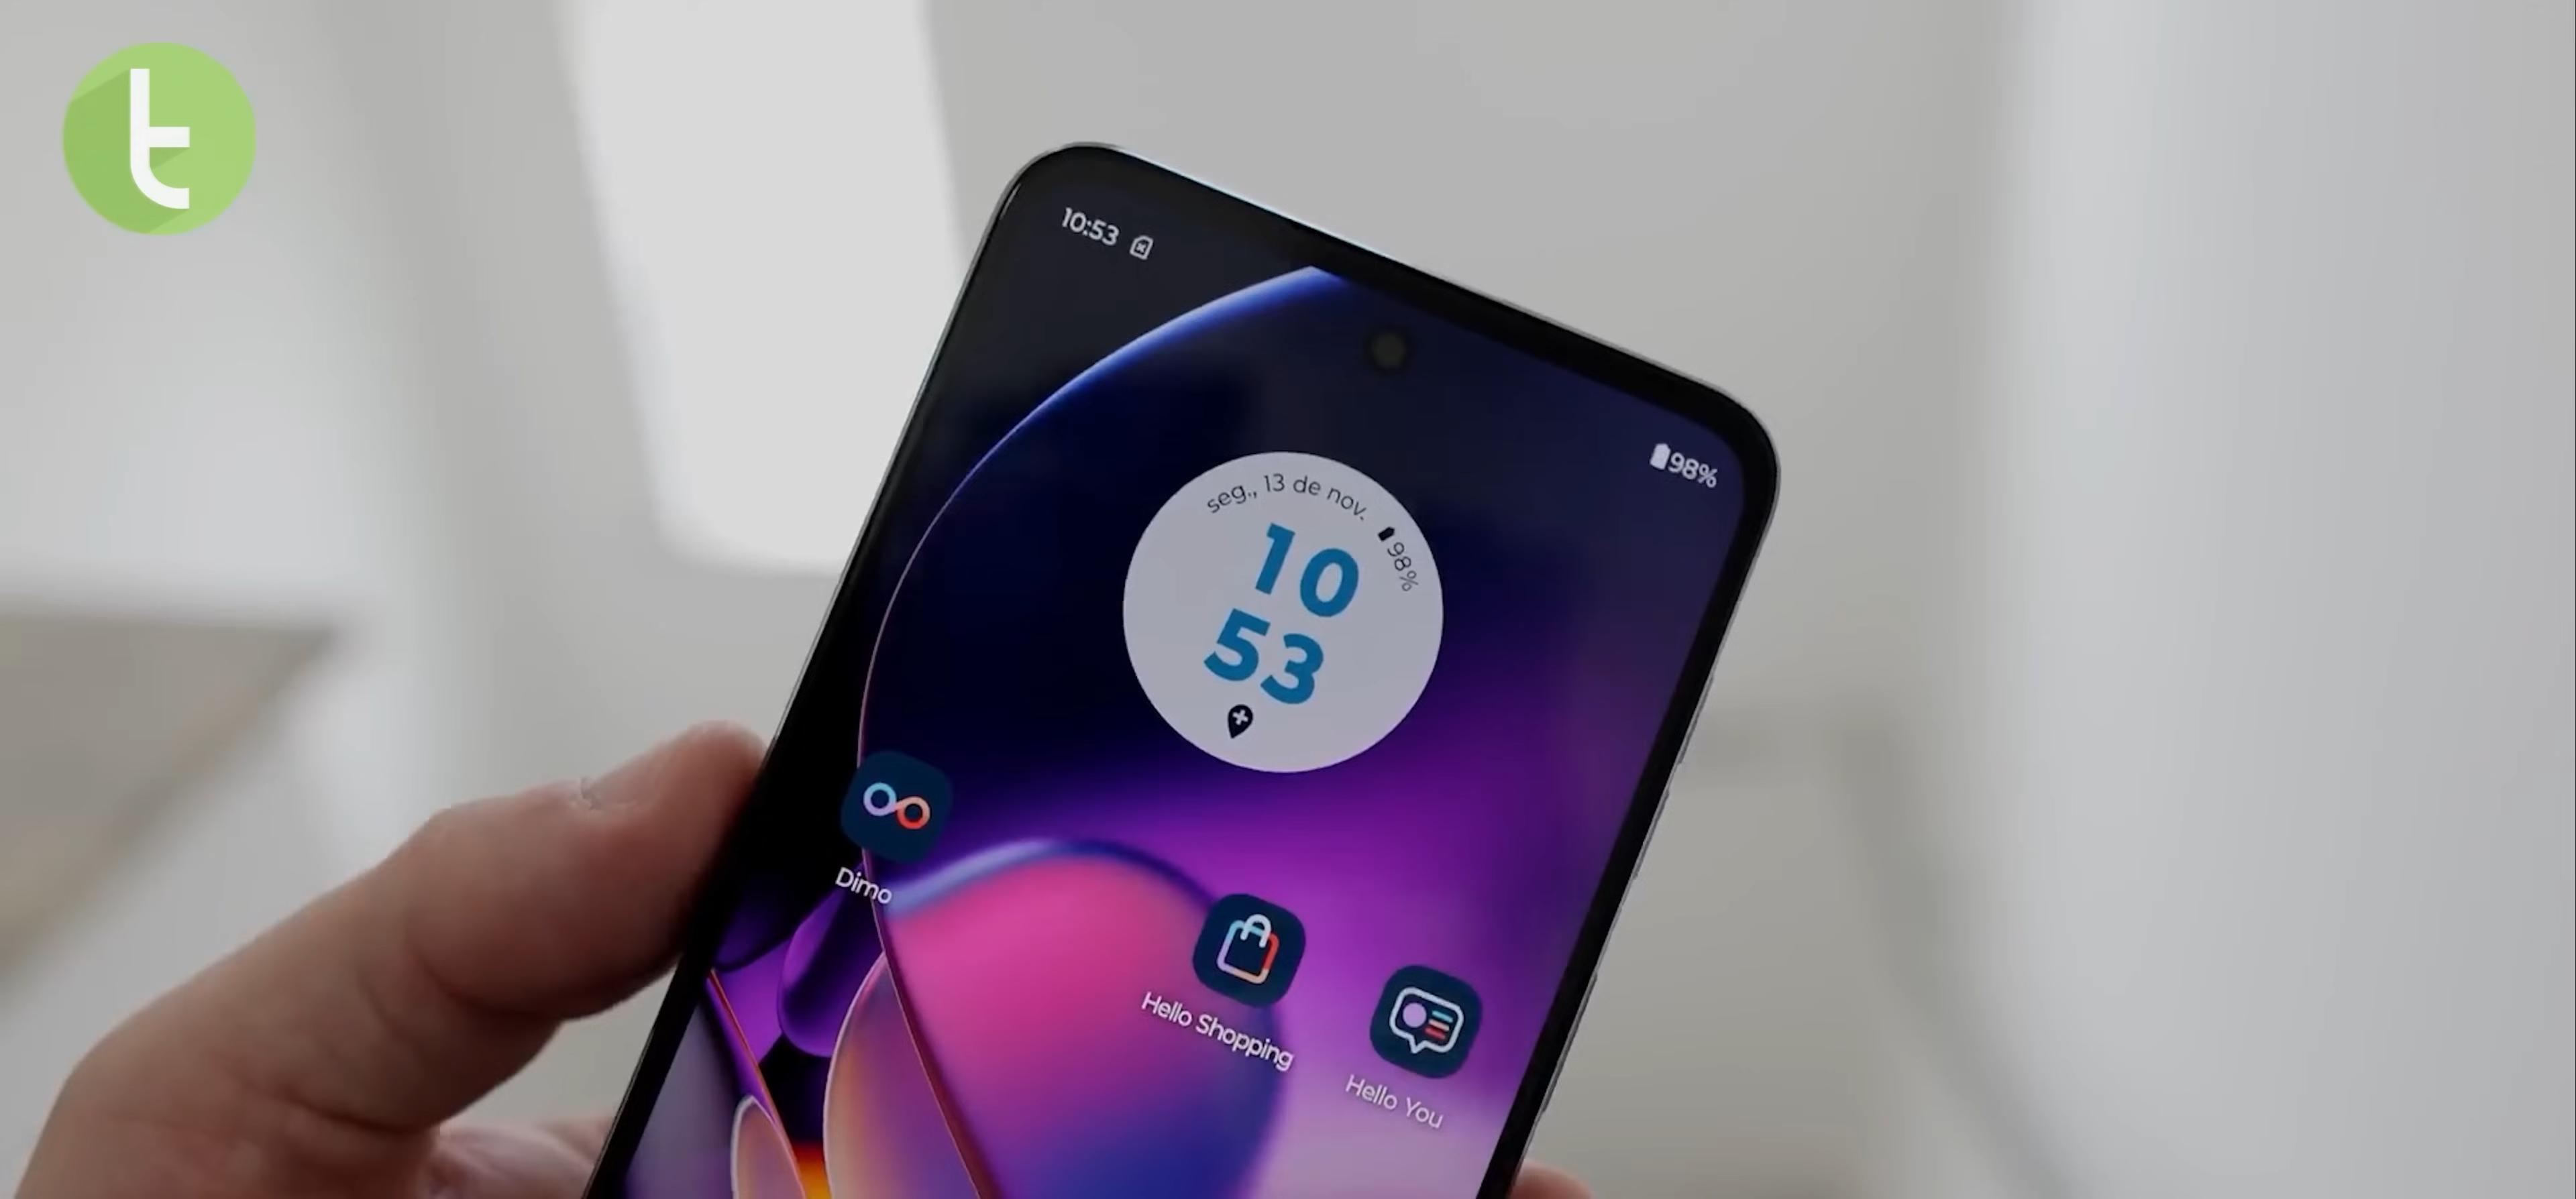 t
10:53
98%
seg., 13 de nov. 98%
10
53
Dimo
Hello Shopping
Hello You